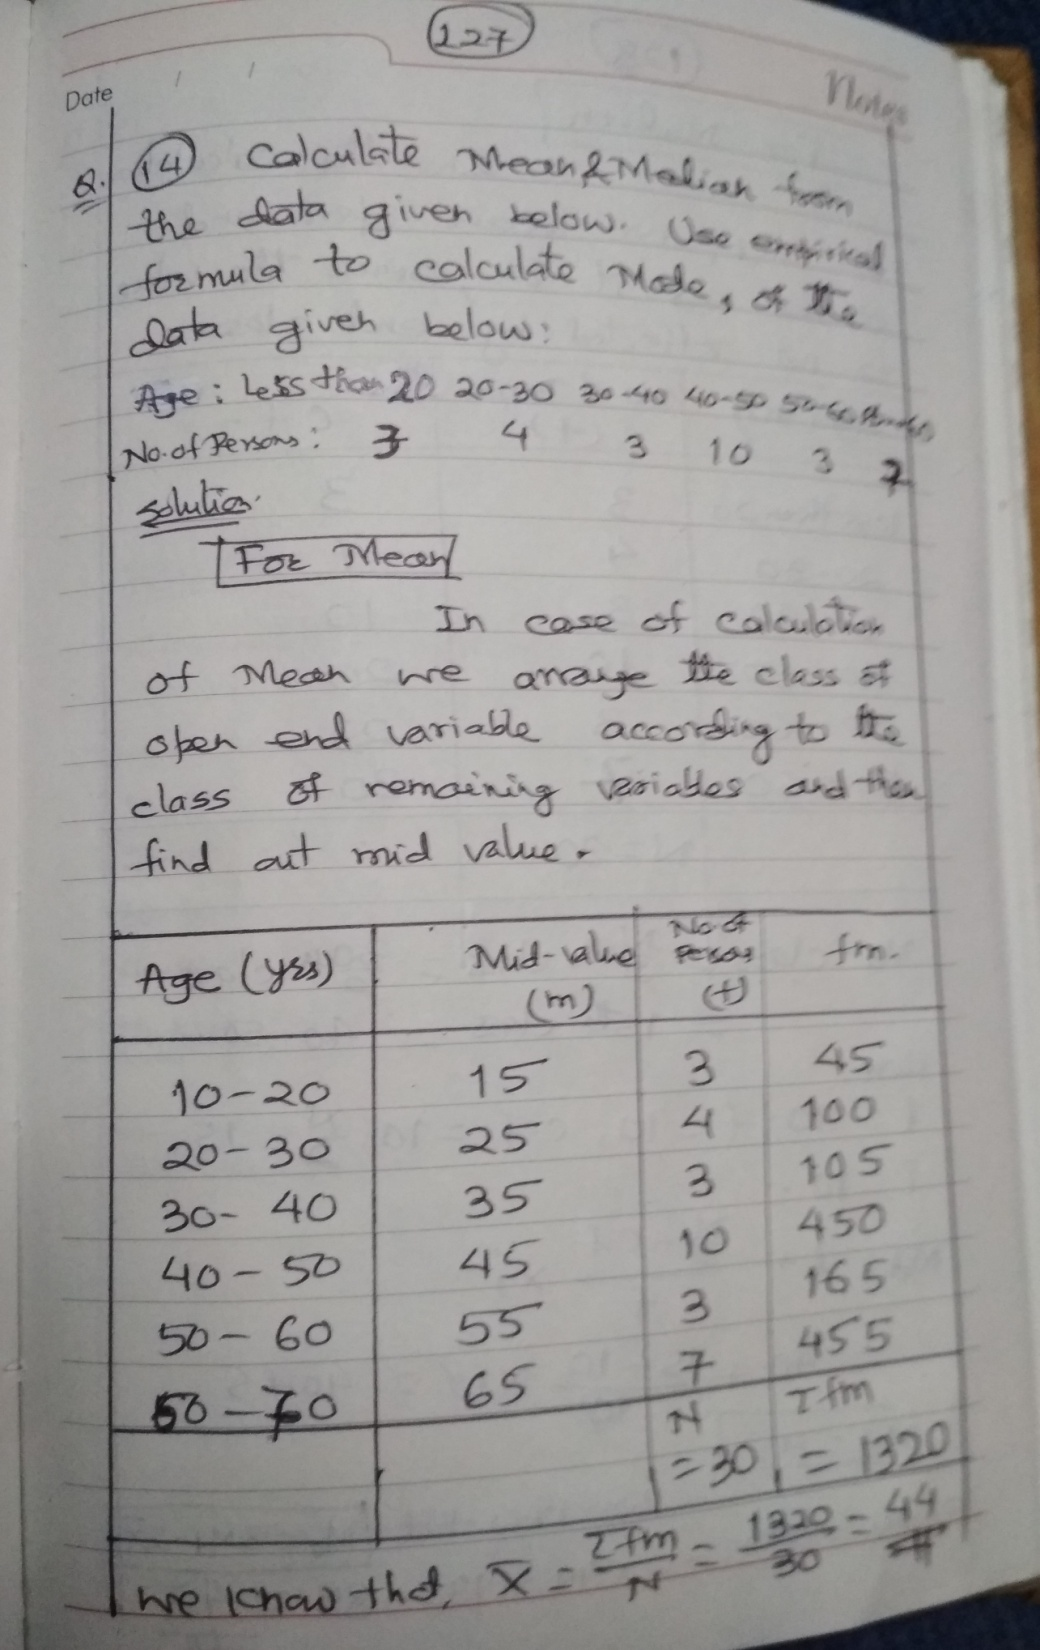 127
Date
Q. 14 Calculate Mean & Median from
the data given below. Use empirical
formula to calculate Mode, of the
data given below:
Age: Less than 20 20-30 30-40 40-50 50-60
No. of Persons: 3 4 3 10 3 7
Solution.
For Mean
In case of calculation
of Mean we arrange the class of
open end variable according to the
class of remaining variables and then
find out mid value.
Age (yrs) Mid-value (m) No. of Persons (f) fm.
10-20 15 3 45
20-30 25 4 100
30-40 35 3 105
40-50 45 10 450
50-60 55 3 165
60-70 65 7 455
N = 30 Σfm = 1320
We know that, X̄ = Σfm/N = 1320/30 = 44